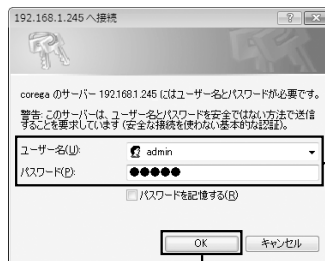 192.168.1.245 へ接続
corega のサーバー 192.168.1.245 にはユーザー名とパスワードが必要です。
警告: このサーバーは、ユーザー名とパスワードを安全ではない方法で送信
することを要求しています (安全な接続を使わない基本的な認証)。
ユーザー名(U):
admin
パスワード(P):
●●●●●
パスワードを記憶する(R)
OK
キャンセル